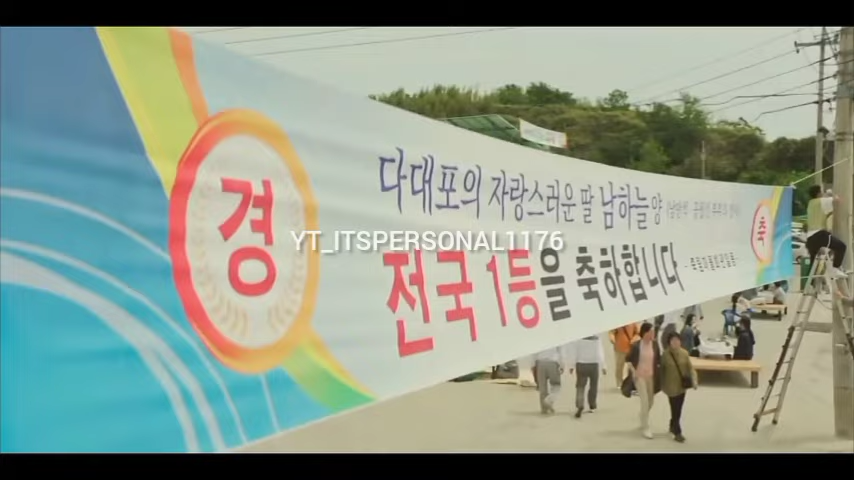 경
다대포의 자랑스러운 딸 남하늘 양
전국 1등을 축하합니다
축
YT_ITSPERSONAL1176